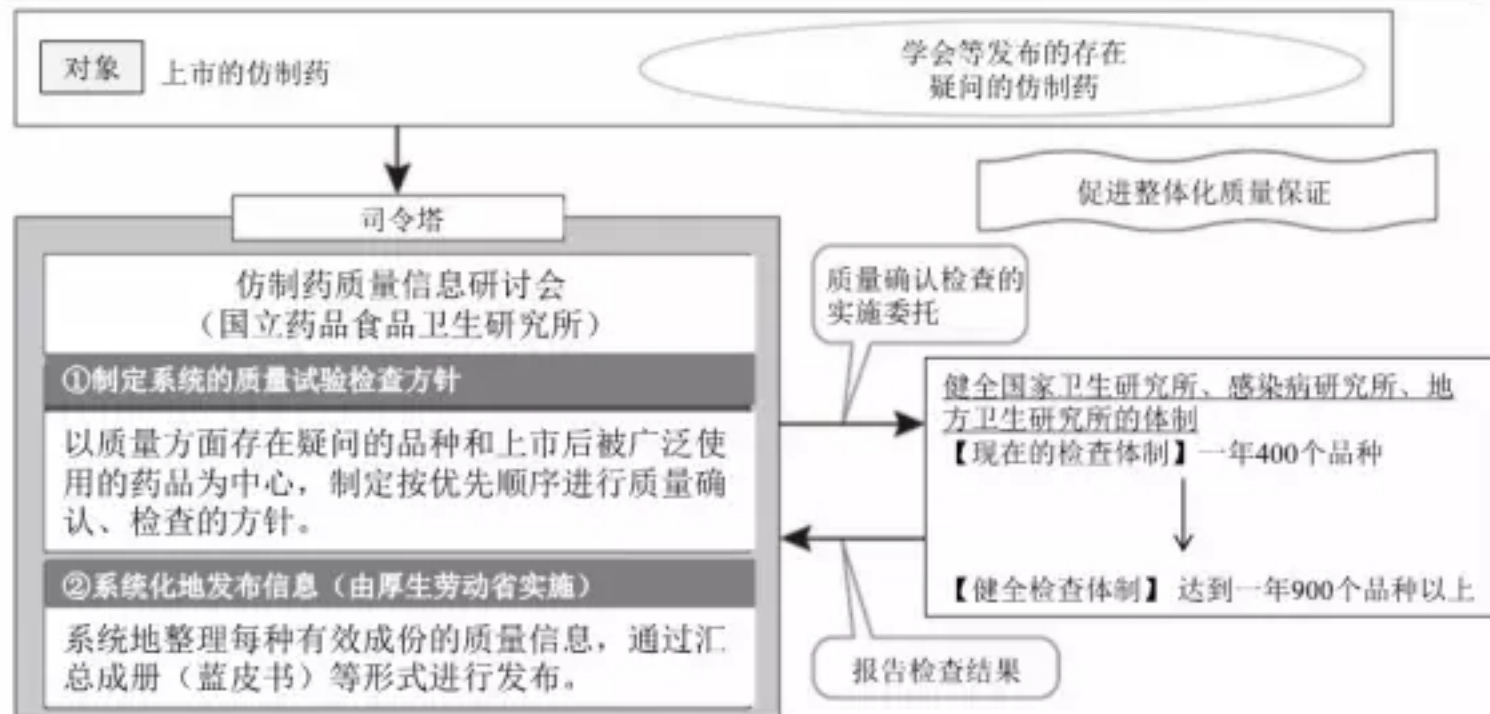 对象
上市的仿制药
学会等发布的存在
疑问的仿制药
促进整体化质量保证
司令塔
仿制药质量信息研讨会
（国立药品食品卫生研究所）
①制定系统的质量试验检查方针
以质量方面存在疑问的品种和上市后被广泛使
用的药品为中心，制定按优先顺序进行质量确
认、检查的方针。
②系统化地发布信息（由厚生劳动省实施）
系统地整理每种有效成份的质量信息，通过汇
总成册（蓝皮书）等形式进行发布。
质量确认检查的
实施委托
健全国家卫生研究所、感染病研究所、地
方卫生研究所的体制
【现在的检查体制】一年400个品种
【健全检查体制】 达到一年900个品种以上
报告检查结果